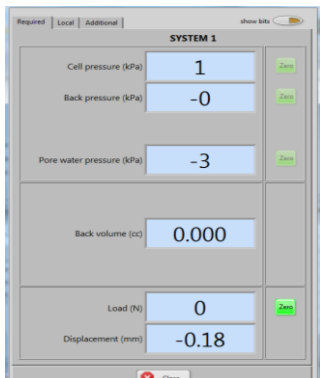 Required Local Additional show bits
SYSTEM 1
Cell pressure (kPa) 1 Zero
Back pressure (kPa) -0 Zero
Pore water pressure (kPa) -3 Zero
Back volume (cc) 0.000
Load (N) 0 Zero
Displacement (mm) -0.18
Close